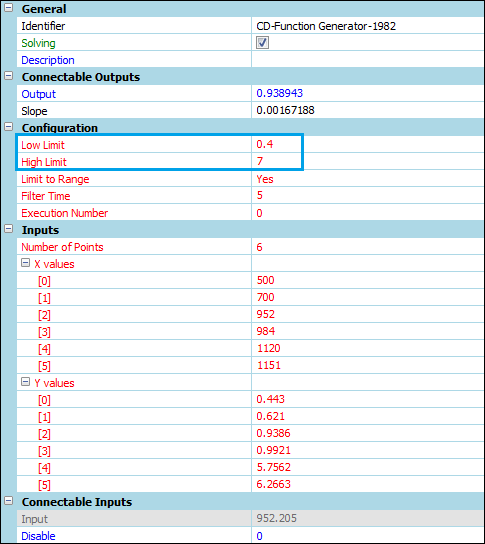 General
Identifier CD-Function Generator-1982
Solving
Description
Connectable Outputs
Output 0.938943
Slope 0.00167188
Configuration
Low Limit 0.4
High Limit 7
Limit to Range Yes
Filter Time 5
Execution Number 0
Inputs
Number of Points 6
X values
[0] 500
[1] 700
[2] 952
[3] 984
[4] 1120
[5] 1151
Y values
[0] 0.443
[1] 0.621
[2] 0.9386
[3] 0.9921
[4] 5.7562
[5] 6.2663
Connectable Inputs
Input 952.205
Disable 0